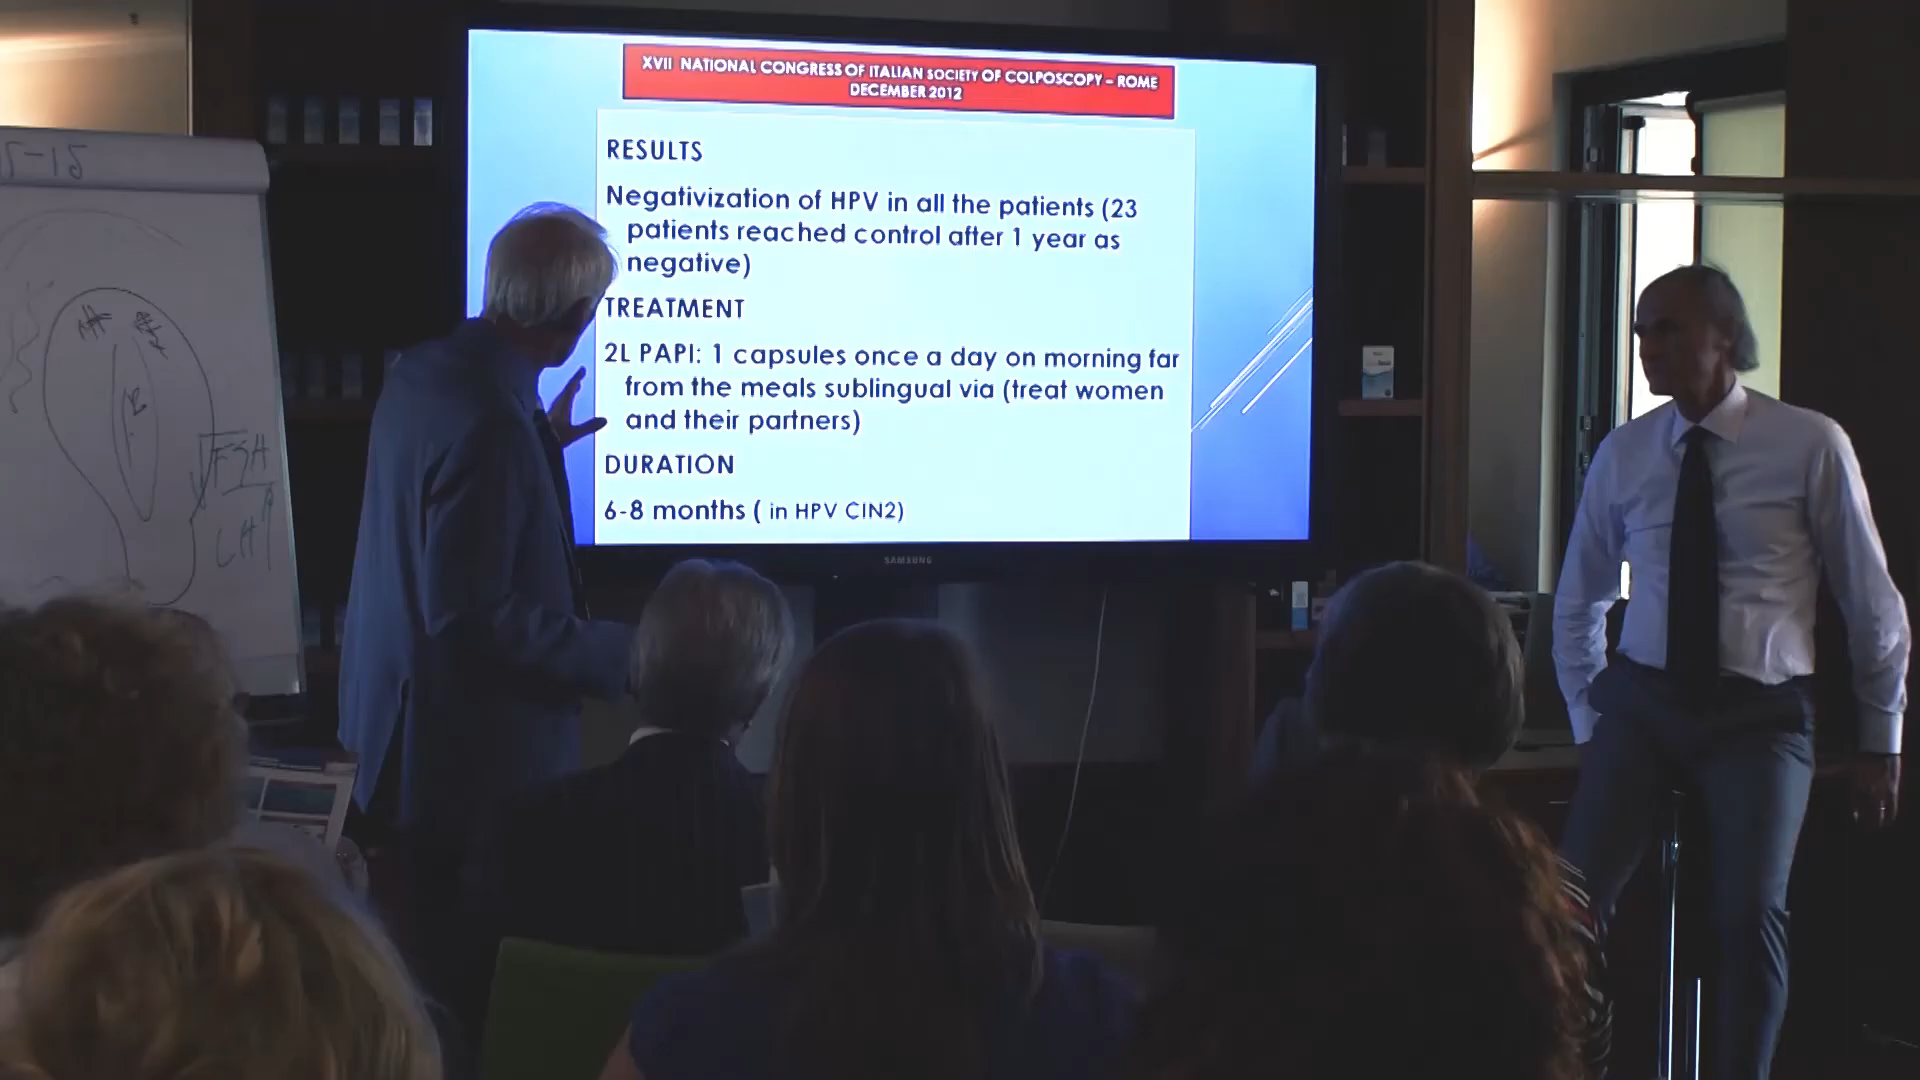 XVII NATIONAL CONGRESS OF ITALIAN SOCIETY OF COLPOSCOPY – ROME
DECEMBER 2012
RESULTS
Negativization of HPV in all the patients (23
patients reached control after 1 year as
negative)
TREATMENT
2L PAPI: 1 capsules once a day on morning far
from the meals sublingual via (treat women
and their partners)
DURATION
6-8 months ( in HPV CIN2)
SAMSUNG